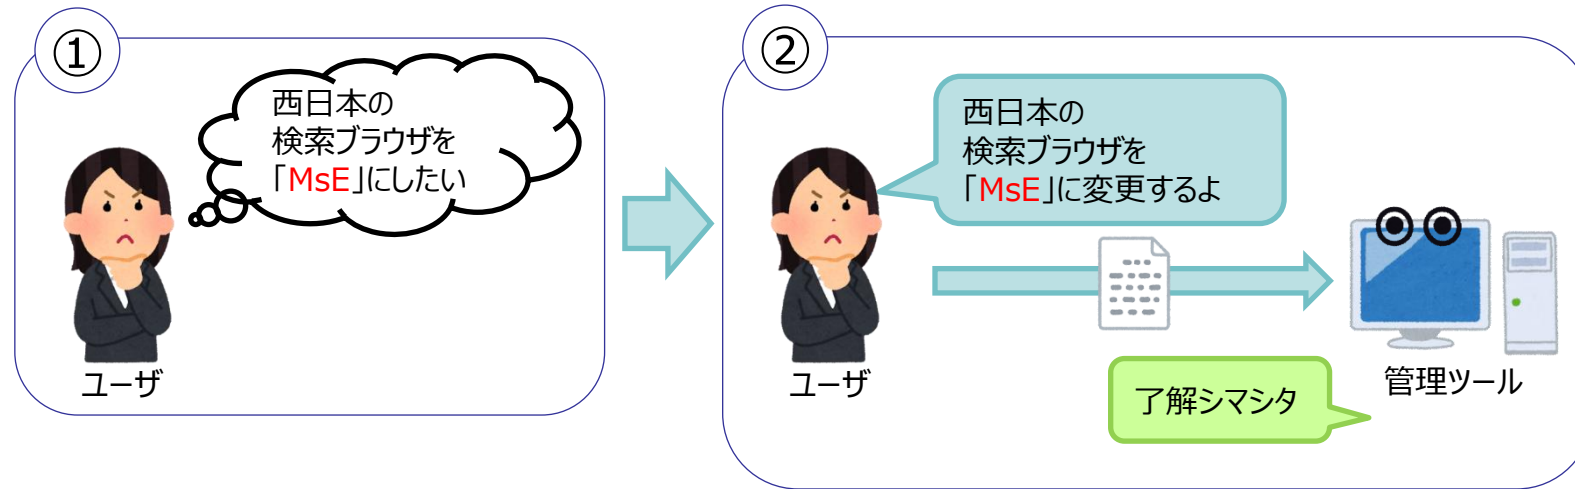 ①
西日本の
検索ブラウザを
「MsE」にしたい
ユーザ
②
西日本の
検索ブラウザを
「MsE」に変更するよ
ユーザ
管理ツール
了解シマシタ